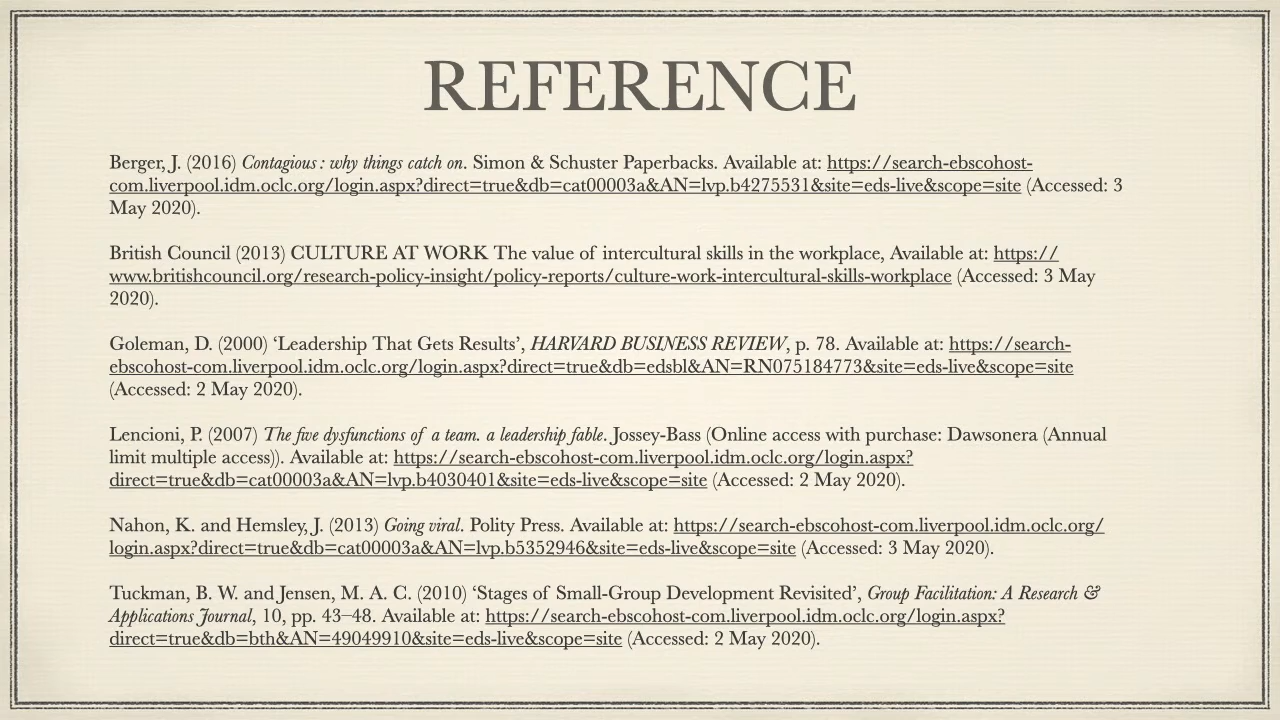 REFERENCE
Berger, J. (2016) Contagious : why things catch on. Simon & Schuster Paperbacks. Available at: https://search-ebscohost-
com.liverpool.idm.oclc.org/login.aspx?direct=true&db=cat00003a&AN=lvp.b4275531&site=eds-live&scope=site (Accessed: 3
May 2020).
British Council (2013) CULTURE AT WORK The value of intercultural skills in the workplace, Available at: https://
www.britishcouncil.org/research-policy-insight/policy-reports/culture-work-intercultural-skills-workplace (Accessed: 3 May
2020).
Goleman, D. (2000) ‘Leadership That Gets Results’, HARVARD BUSINESS REVIEW, p. 78. Available at: https://search-
ebscohost-com.liverpool.idm.oclc.org/login.aspx?direct=true&db=edsbl&AN=RN075184773&site=eds-live&scope=site
(Accessed: 2 May 2020).
Lencioni, P. (2007) The five dysfunctions of a team. a leadership fable. Jossey-Bass (Online access with purchase: Dawsonera (Annual
limit multiple access)). Available at: https://search-ebscohost-com.liverpool.idm.oclc.org/login.aspx?
direct=true&db=cat00003a&AN=lvp.b4030401&site=eds-live&scope=site (Accessed: 2 May 2020).
Nahon, K. and Hemsley, J. (2013) Going viral. Polity Press. Available at: https://search-ebscohost-com.liverpool.idm.oclc.org/
login.aspx?direct=true&db=cat00003a&AN=lvp.b5352946&site=eds-live&scope=site (Accessed: 3 May 2020).
Tuckman, B. W. and Jensen, M. A. C. (2010) ‘Stages of Small-Group Development Revisited’, Group Facilitation: A Research &
Applications Journal, 10, pp. 43–48. Available at: https://search-ebscohost-com.liverpool.idm.oclc.org/login.aspx?
direct=true&db=bth&AN=49049910&site=eds-live&scope=site (Accessed: 2 May 2020).